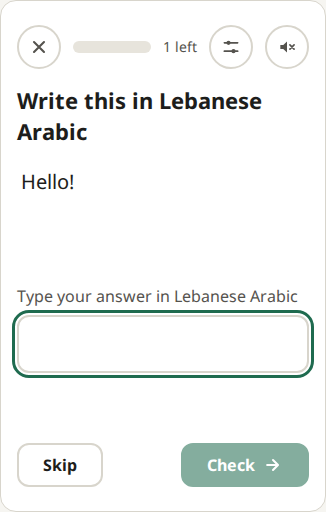 1 left
Write this in Lebanese
Arabic
Hello!
Type your answer in Lebanese Arabic
Skip
Check